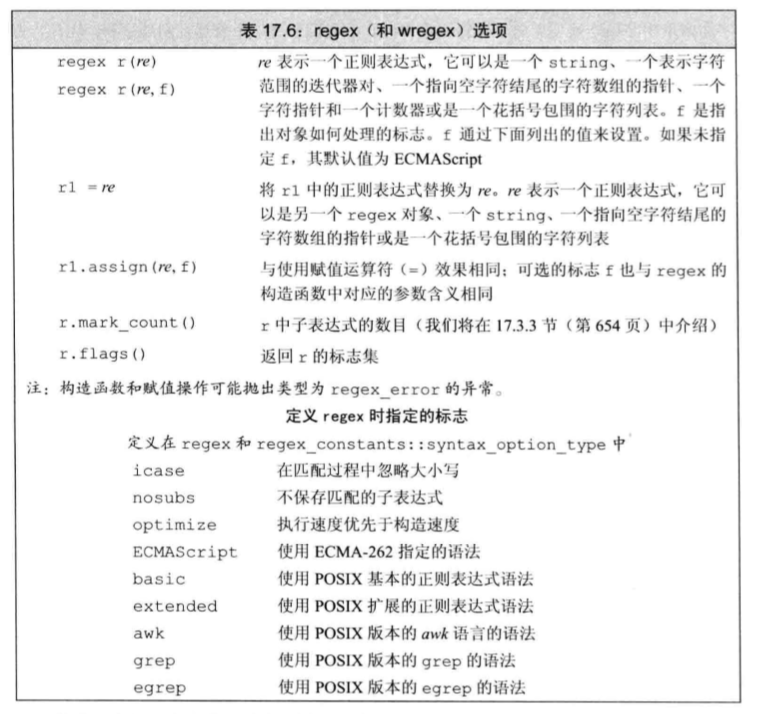 表 17.6：regex（和 wregex）选项
regex r(re) re 表示一个正则表达式，它可以是一个 string、一个表示字符
regex r(re, f) 范围的迭代器对、一个指向空字符结尾的字符数组的指针、一个
字符指针和一个计数器或是一个花括号包围的字符列表。f 是指
出对象如何处理的标志。f 通过下面列出的值来设置。如果未指
定 f，其默认值为 ECMAScript
r1 = re 将 r1 中的正则表达式替换为 re。re 表示一个正则表达式，它可
以是另一个 regex 对象、一个 string、一个指向空字符结尾的
字符数组的指针或是一个花括号包围的字符列表
r1.assign(re, f) 与使用赋值运算符（=）效果相同；可选的标志 f 也与 regex 的
构造函数中对应的参数含义相同
r.mark_count() r 中子表达式的数目（我们将在 17.3.3 节（第 654 页）中介绍）
r.flags() 返回 r 的标志集
注：构造函数和赋值操作可能抛出类型为 regex_error 的异常。
定义 regex 时指定的标志
定义在 regex 和 regex_constants::syntax_option_type 中
icase 在匹配过程中忽略大小写
nosubs 不保存匹配的子表达式
optimize 执行速度优先于构造速度
ECMAScript 使用 ECMA-262 指定的语法
basic 使用 POSIX 基本的正则表达式语法
extended 使用 POSIX 扩展的正则表达式语法
awk 使用 POSIX 版本的 awk 语言的语法
grep 使用 POSIX 版本的 grep 的语法
egrep 使用 POSIX 版本的 egrep 的语法